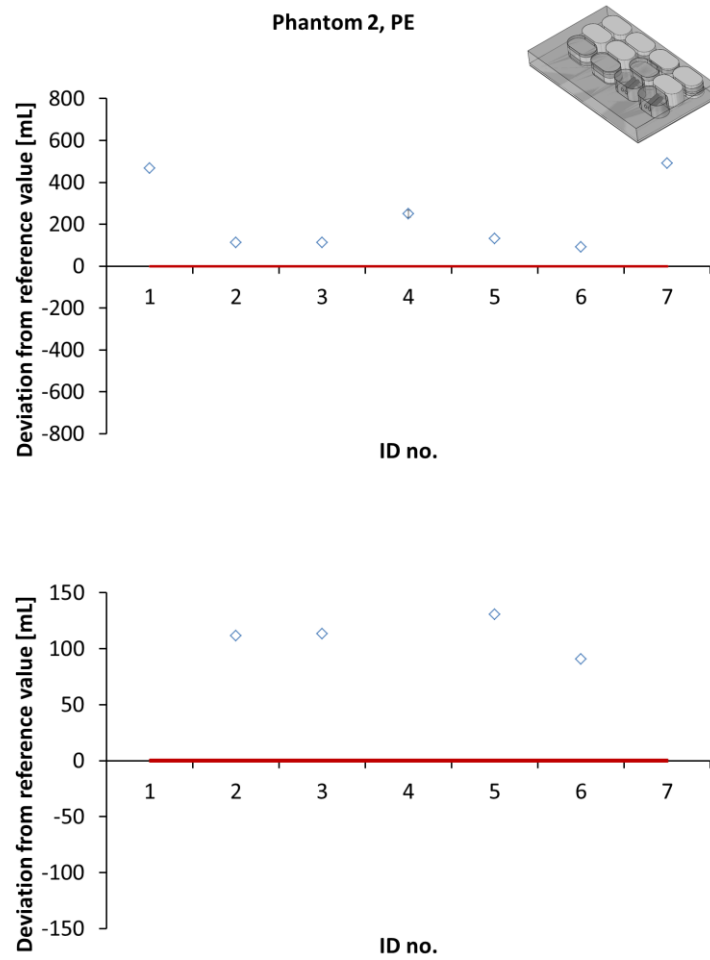 Phantom 2, PE
Deviation from reference value [mL]
800
600
400
200
0
-200
-400
-600
-800
1 2 3 4 5 6 7
ID no.
Deviation from reference value [mL]
150
100
50
0
-50
-100
-150
1 2 3 4 5 6 7
ID no.